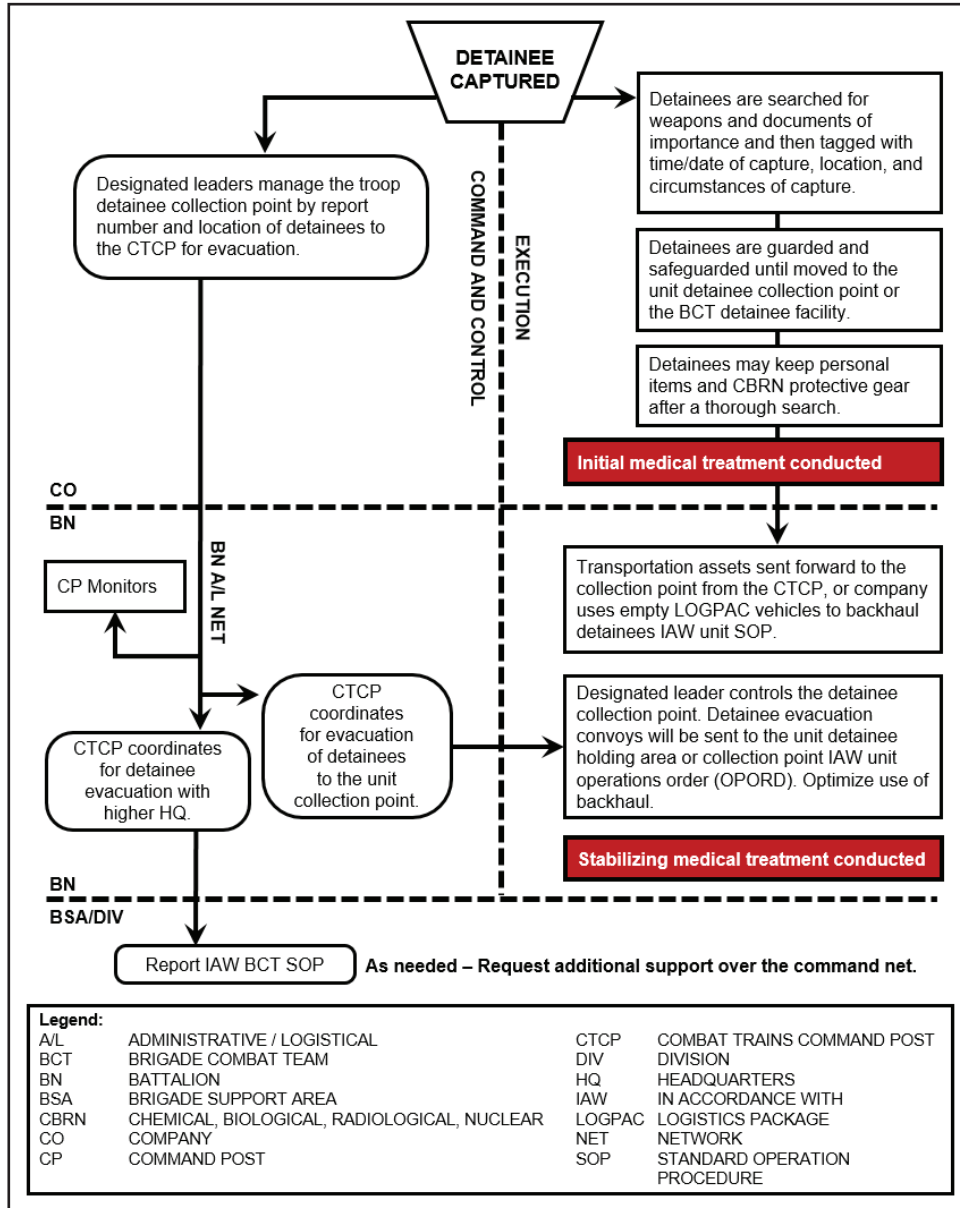 DETAINEE
CAPTURED
Detainees are searched for
weapons and documents of
importance and then tagged with
time/date of capture, location, and
circumstances of capture.
Designated leaders manage the troop
detainee collection point by report
number and location of detainees to
the CTCP for evacuation.
COMMAND AND CONTROL
EXECUTION
Detainees are guarded and
safeguarded until moved to the
unit detainee collection point or
the BCT detainee facility.
Detainees may keep personal
items and CBRN protective gear
after a thorough search.
Initial medical treatment conducted
CO
BN
BN A/L NET
CP Monitors
Transportation assets sent forward to the
collection point from the CTCP, or company
uses empty LOGPAC vehicles to backhaul
detainees IAW unit SOP.
CTCP coordinates
for detainee
evacuation with
higher HQ.
CTCP
coordinates
for evacuation
of detainees
to the unit
collection point.
Designated leader controls the detainee
collection point. Detainee evacuation
convoys will be sent to the unit detainee
holding area or collection point IAW unit
operations order (OPORD). Optimize use of
backhaul.
Stabilizing medical treatment conducted
BN
BSA/DIV
Report IAW BCT SOP
As needed – Request additional support over the command net.
Legend:
A/L ADMINISTRATIVE / LOGISTICAL
BCT BRIGADE COMBAT TEAM
BN BATTALION
BSA BRIGADE SUPPORT AREA
CBRN CHEMICAL, BIOLOGICAL, RADIOLOGICAL, NUCLEAR
CO COMPANY
CP COMMAND POST
CTCP COMBAT TRAINS COMMAND POST
DIV DIVISION
HQ HEADQUARTERS
IAW IN ACCORDANCE WITH
LOGPAC LOGISTICS PACKAGE
NET NETWORK
SOP STANDARD OPERATION
PROCEDURE